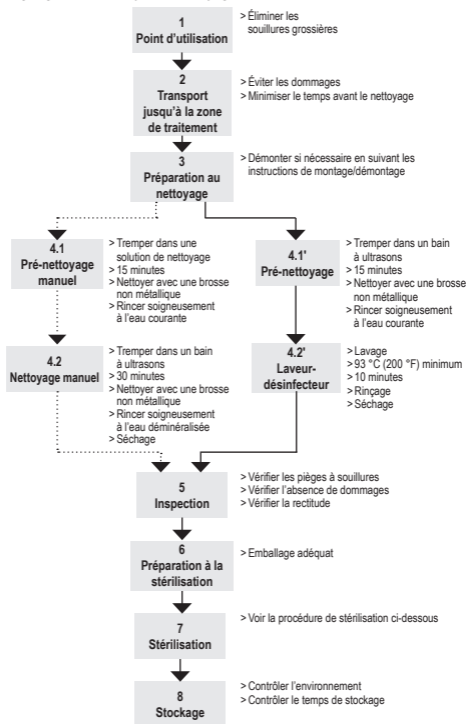 1
Point d'utilisation
> Éliminer les
souillures grossières
2
Transport
jusqu'à la zone
de traitement
> Éviter les dommages
> Minimiser le temps avant le nettoyage
3
Préparation au
nettoyage
> Démonter si nécessaire en suivant les
instructions de montage/démontage
4.1
Pré-nettoyage
manuel
> Tremper dans une
solution de nettoyage
> 15 minutes
> Nettoyer avec une brosse
non métallique
> Rincer soigneusement
à l'eau courante
4.1'
Pré-nettoyage
> Tremper dans un bain
à ultrasons
> 15 minutes
> Nettoyer avec une brosse
non métallique
> Rincer soigneusement
à l'eau courante
4.2
Nettoyage manuel
> Tremper dans un bain
à ultrasons
> 30 minutes
> Nettoyer avec une brosse
non métallique
> Rincer soigneusement
à l'eau déminéralisée
> Séchage
4.2'
Laveur-
désinfecteur
> Lavage
> 93 °C (200 °F) minimum
> 10 minutes
> Rinçage
> Séchage
5
Inspection
> Vérifier les pièges à souillures
> Vérifier l'absence de dommages
> Vérifier la rectitude
6
Préparation à la
stérilisation
> Emballage adéquat
7
Stérilisation
> Voir la procédure de stérilisation ci-dessous
8
Stockage
> Contrôler l'environnement
> Contrôler le temps de stockage